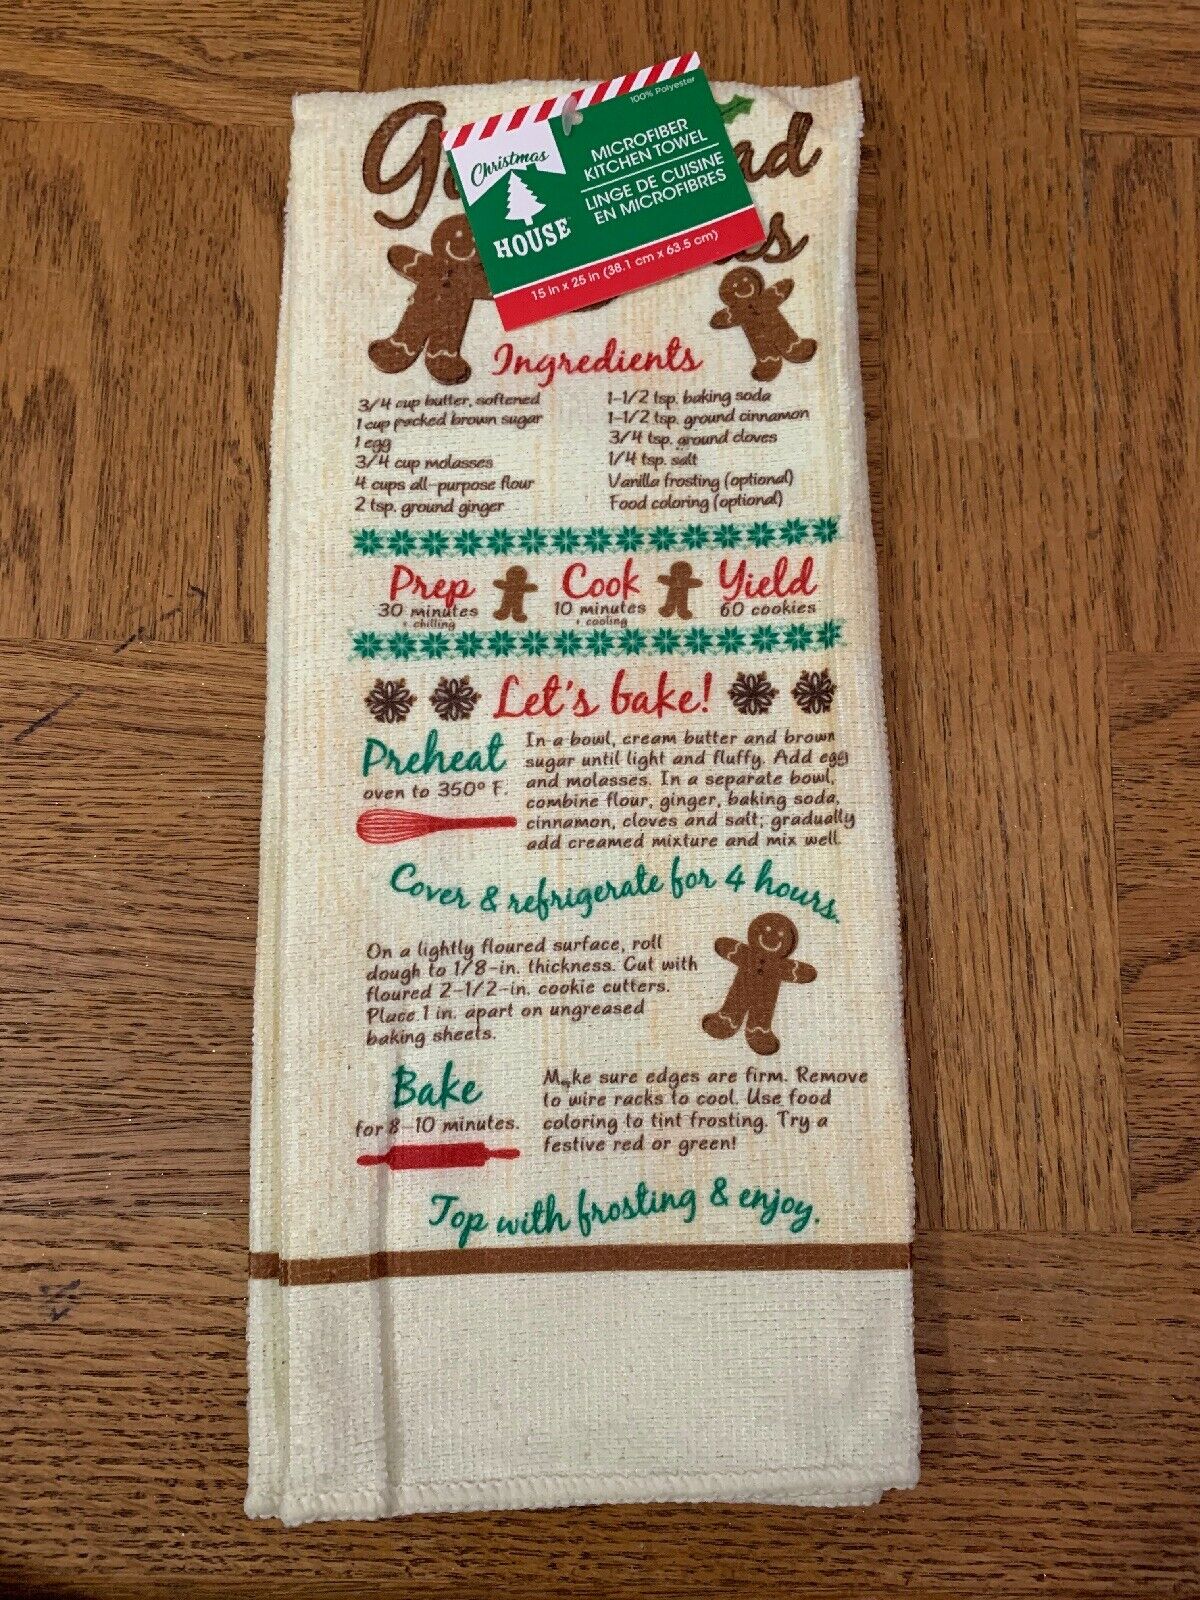 100% Polyester
Christmas
HOUSE
MICROFIBER
KITCHEN TOWEL
LINGE DE CUISINE
EN MICROFIBRES
15 in x 25 in (38.1 cm x 63.5 cm)
Ingredients
3/4 cup butter, softened
1 cup packed brown sugar
1 egg
3/4 cup molasses
4 cups all-purpose flour
2 tsp. ground ginger
1-1/2 tsp. baking soda
1-1/2 tsp. ground cinnamon
3/4 tsp. ground cloves
1/4 tsp. salt
Vanilla frosting (optional)
Food coloring (optional)
Prep
30 minutes
+ chilling
Cook
10 minutes
+ cooling
Yield
60 cookies
Let's bake!
Preheat
oven to 350° F.
In a bowl, cream butter and brown
sugar until light and fluffy. Add egg
and molasses. In a separate bowl,
combine flour, ginger, baking soda,
cinnamon, cloves and salt; gradually
add creamed mixture and mix well.
Cover & refrigerate for 4 hours.
On a lightly floured surface, roll
dough to 1/8-in. thickness. Cut with
floured 2-1/2-in. cookie cutters.
Place 1 in. apart on ungreased
baking sheets.
Bake
for 8-10 minutes.
Make sure edges are firm. Remove
to wire racks to cool. Use food
coloring to tint frosting. Try a
festive red or green!
Top with frosting & enjoy.